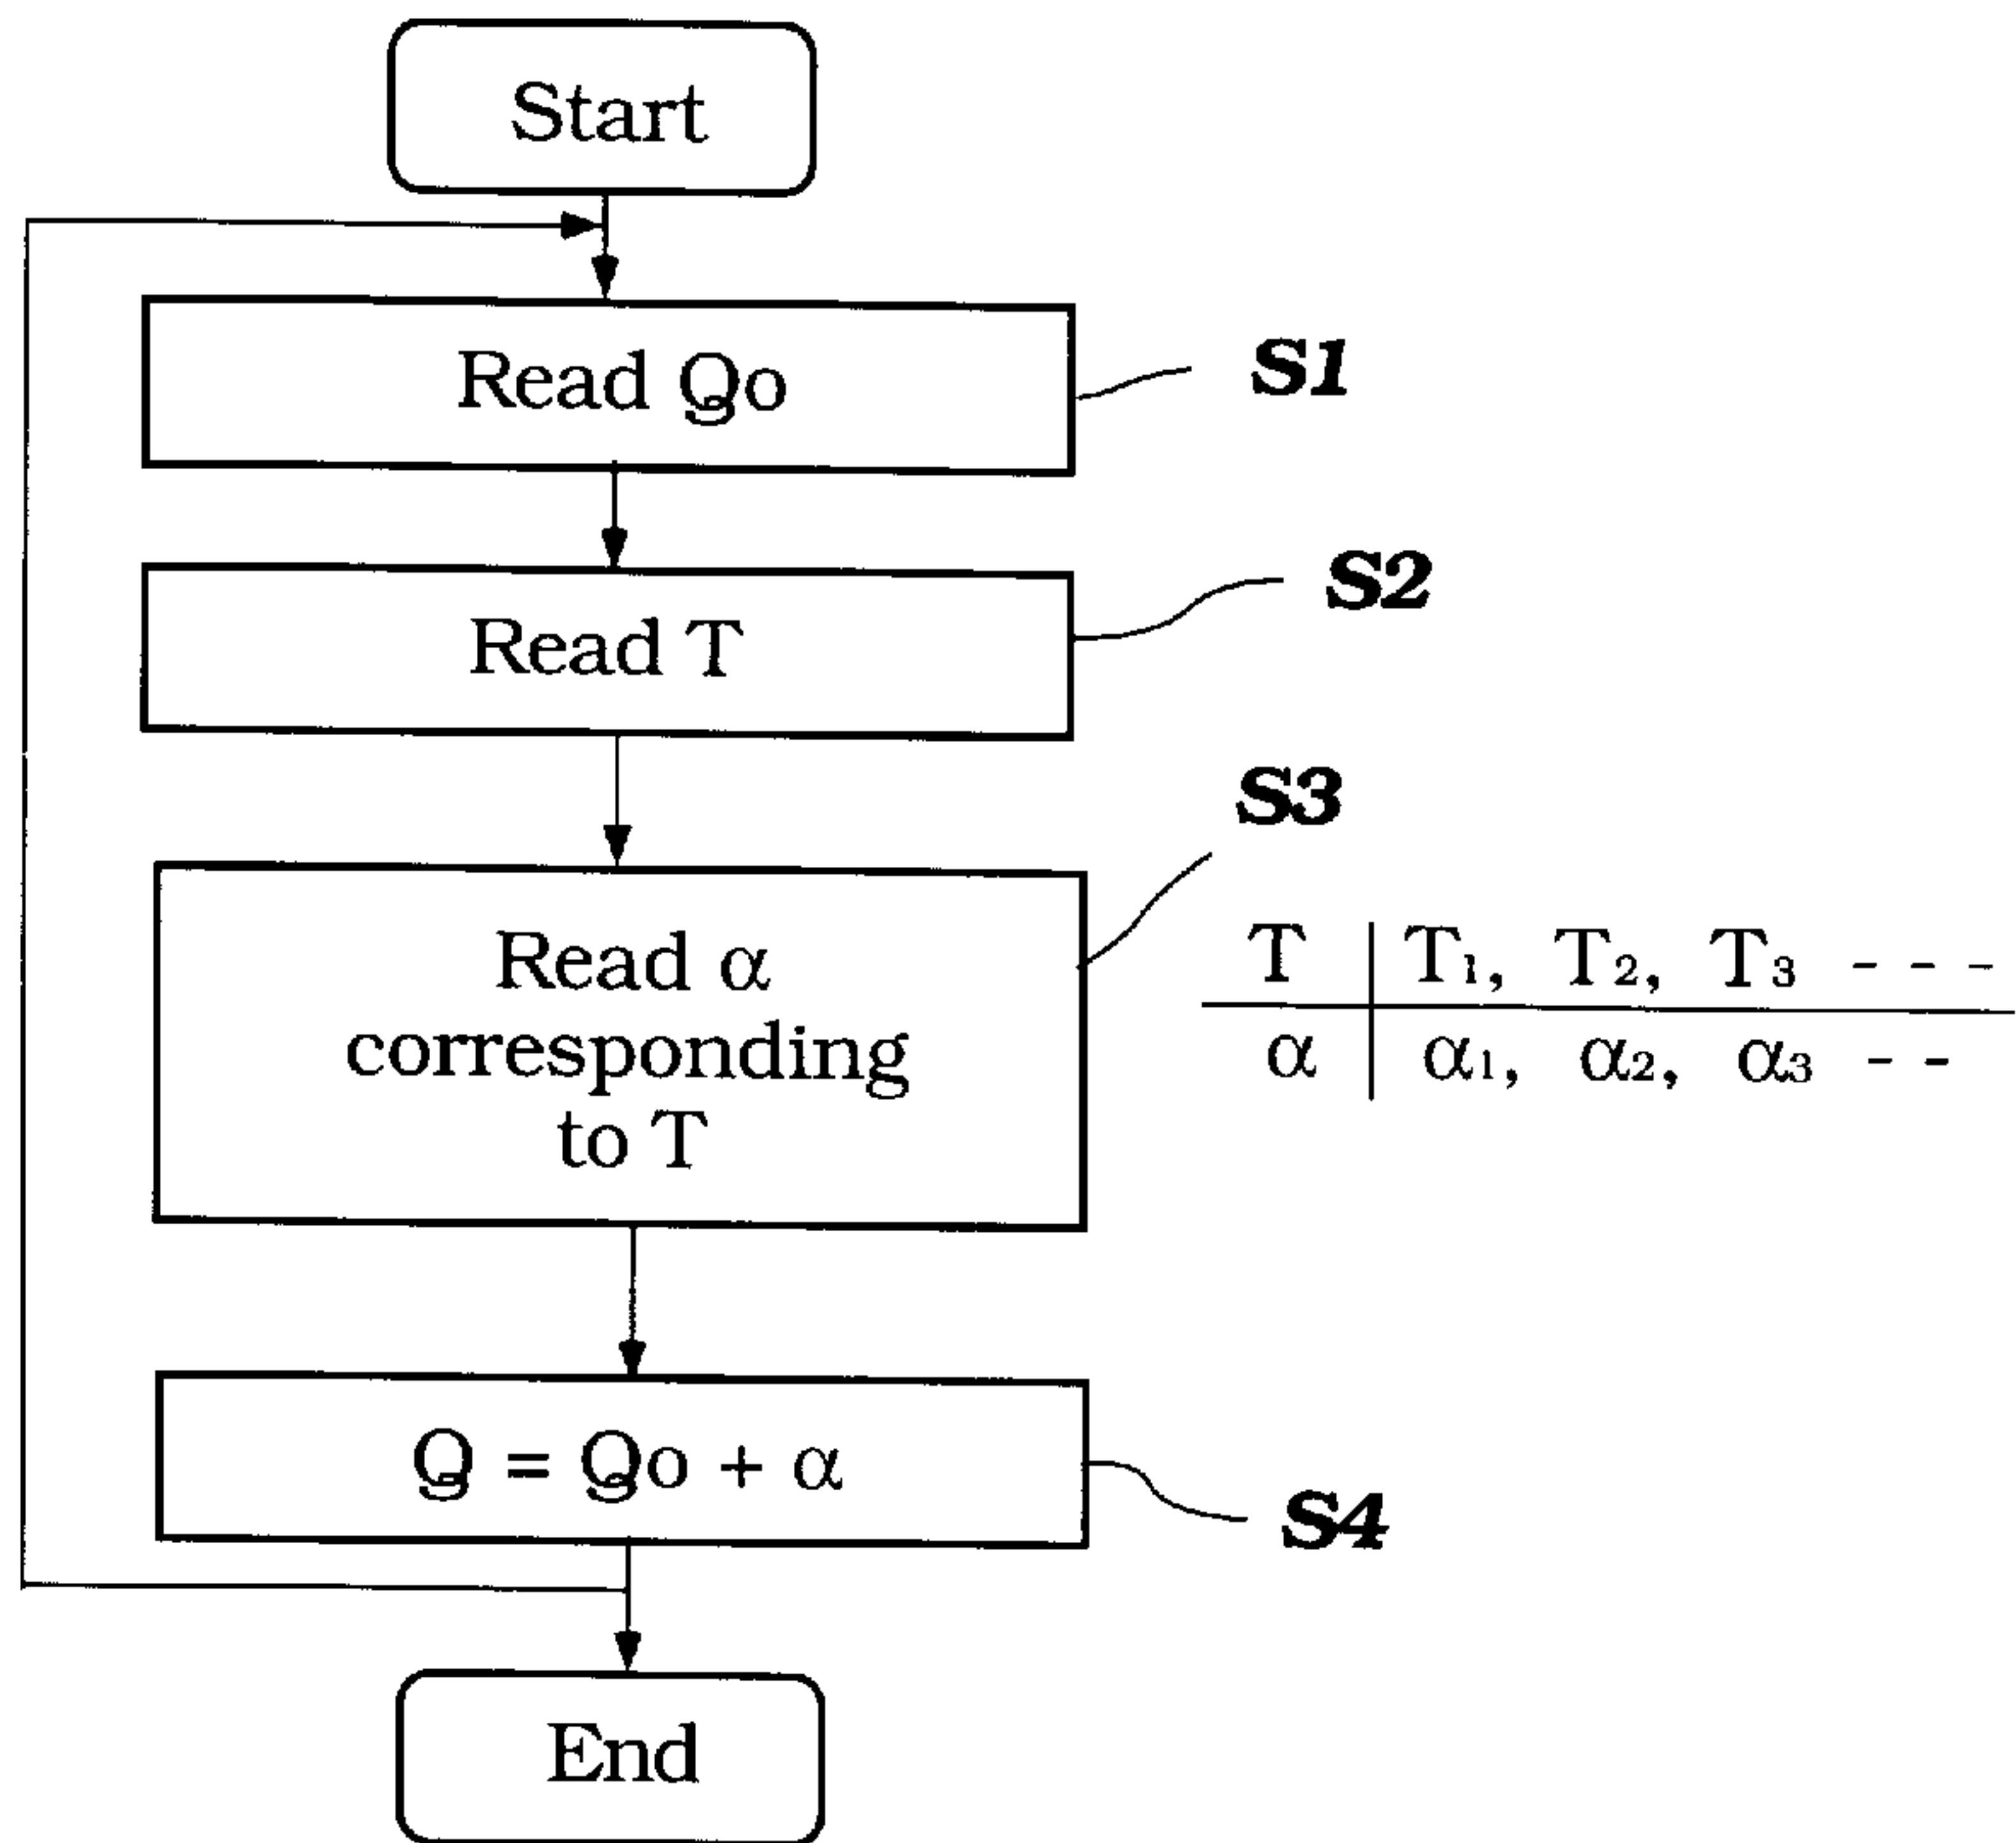 Start
Read Qo
S1
Read T
S2
S3
Read α
corresponding
to T
T | T₁, T₂, T₃ - - -
α | α₁, α₂, α₃ - -
Q = Qo + α
S4
End